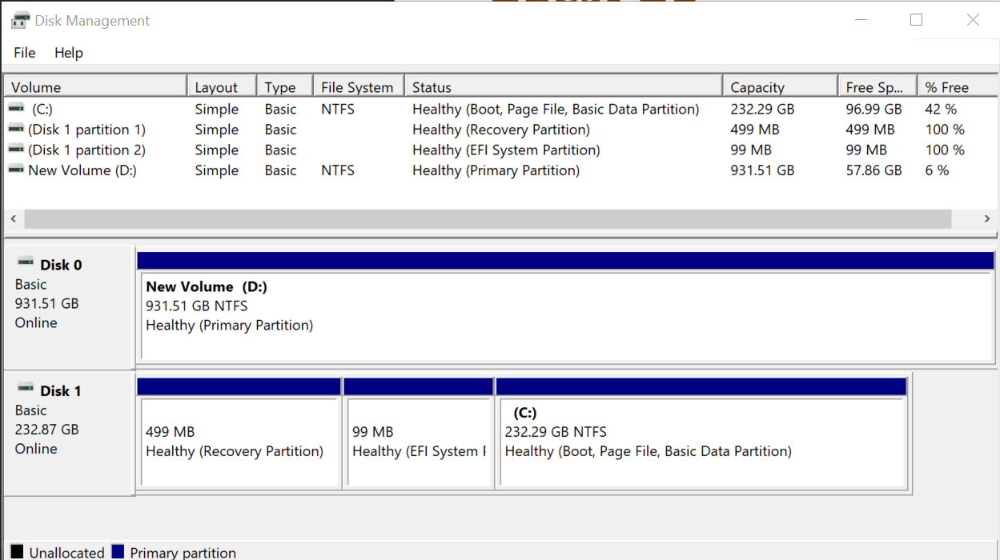 Disk Management
File Help
Volume Layout Type File System Status Capacity Free Sp... % Free
(C:) Simple Basic NTFS Healthy (Boot, Page File, Basic Data Partition) 232.29 GB 96.99 GB 42 %
(Disk 1 partition 1) Simple Basic Healthy (Recovery Partition) 499 MB 499 MB 100 %
(Disk 1 partition 2) Simple Basic Healthy (EFI System Partition) 99 MB 99 MB 100 %
New Volume (D:) Simple Basic NTFS Healthy (Primary Partition) 931.51 GB 57.86 GB 6 %
Disk 0
Basic
931.51 GB
Online
New Volume (D:)
931.51 GB NTFS
Healthy (Primary Partition)
Disk 1
Basic
232.87 GB
Online
499 MB
Healthy (Recovery Partition)
99 MB
Healthy (EFI System
(C:)
232.29 GB NTFS
Healthy (Boot, Page File, Basic Data Partition)
Unallocated Primary partition